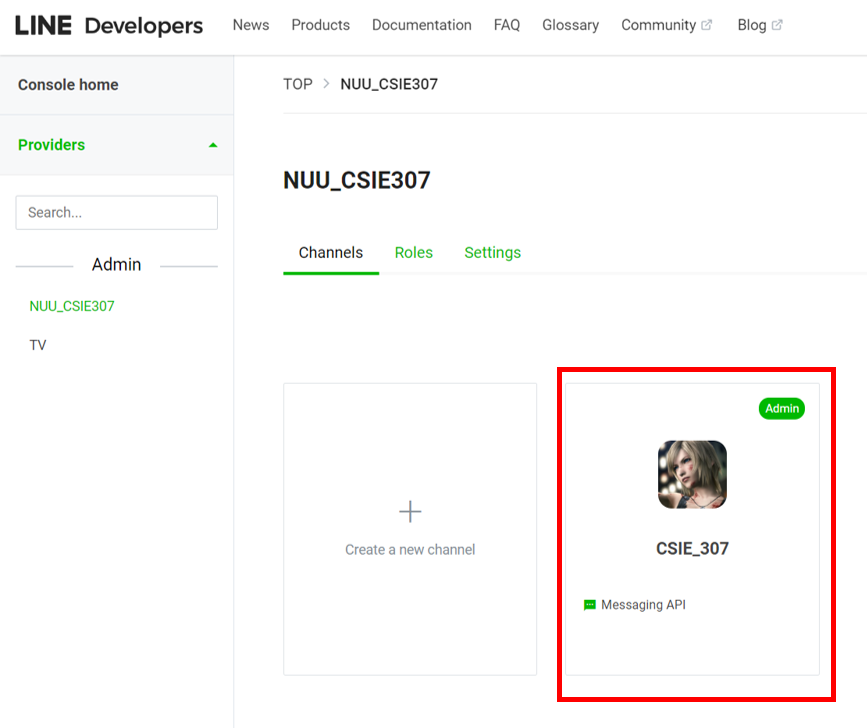 LINE Developers News Products Documentation FAQ Glossary Community Blog
Console home
Providers
Search...
Admin
NUU_CSIE307
TV
TOP > NUU_CSIE307
NUU_CSIE307
Channels Roles Settings
Create a new channel
Admin
CSIE_307
Messaging API